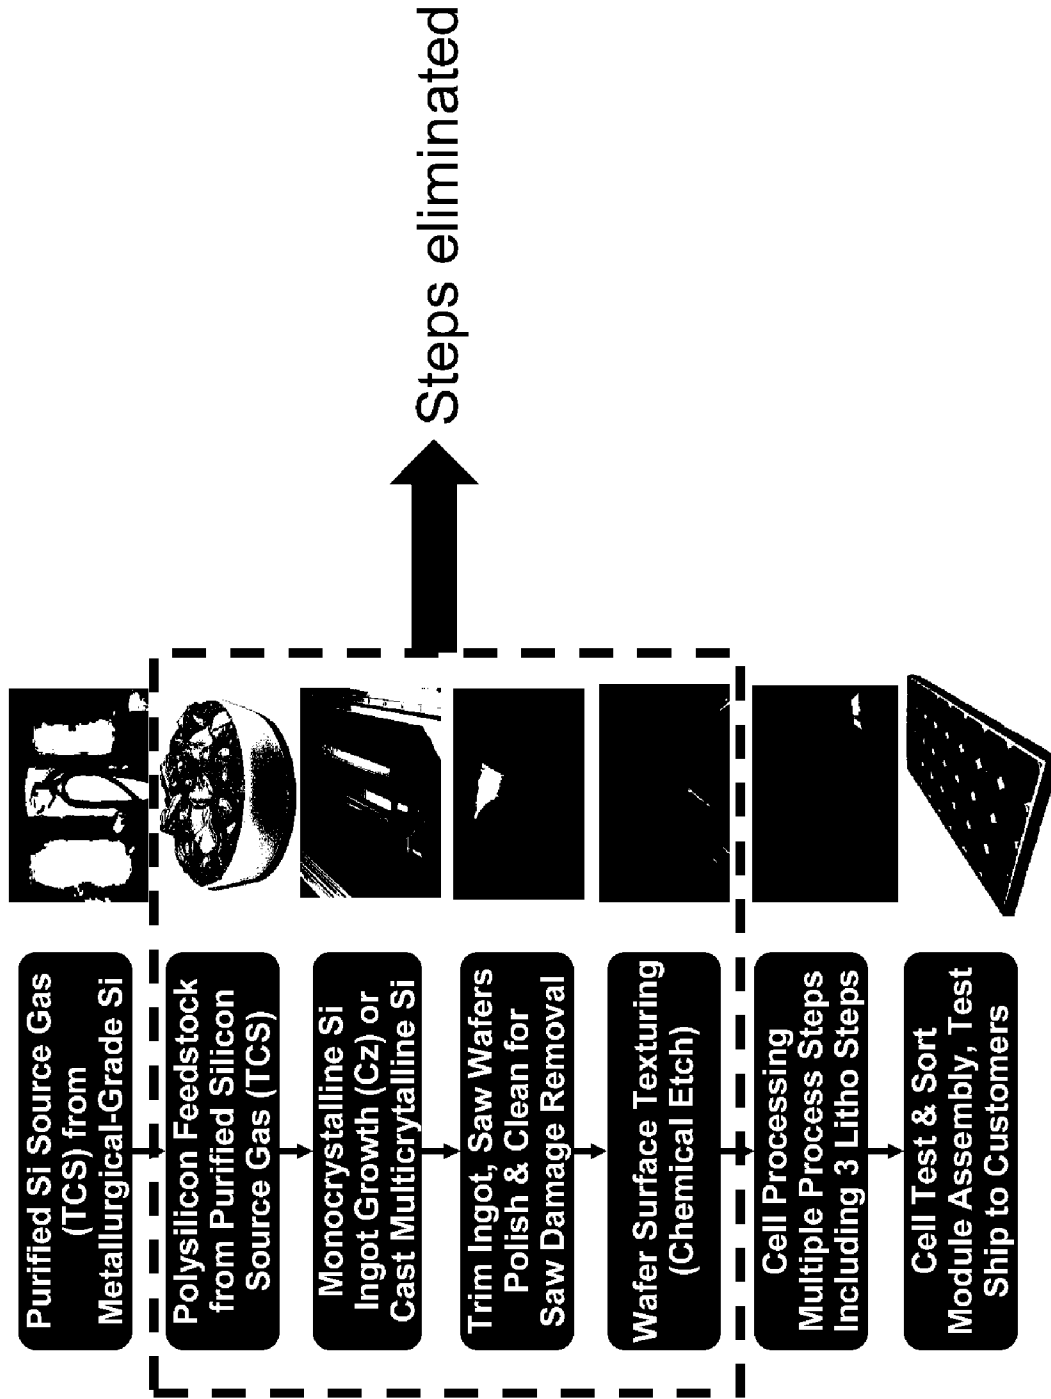 Purified Si Source Gas
(TCS) from
Metallurgical-Grade Si
Polysilicon Feedstock
from Purified Silicon
Source Gas (TCS)
Monocrystalline Si
Ingot Growth (Cz) or
Cast Multicrytalline Si
Trim Ingot, Saw Wafers
Polish & Clean for
Saw Damage Removal
Wafer Surface Texturing
(Chemical Etch)
Cell Processing
Multiple Process Steps
Including 3 Litho Steps
Cell Test & Sort
Module Assembly, Test
Ship to Customers
Steps eliminated